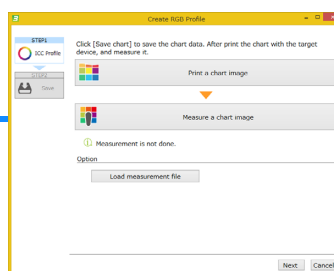 Create RGB Profile
STEP1
ICC Profile
STEP2
Save
Click [Save chart] to save the chart data. After print the chart with the target
device, and measure it.
Print a chart image
Measure a chart image
Measurement is not done.
Option
Load measurement file
Next
Cancel